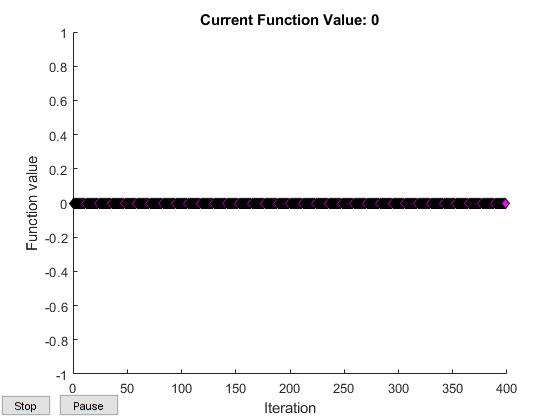 Current Function Value: 0
1
0.8
0.6
0.4
0.2
0
-0.2
-0.4
-0.6
-0.8
-1
Function value
0 50 100 150 200 250 300 350 400
Iteration
Stop Pause